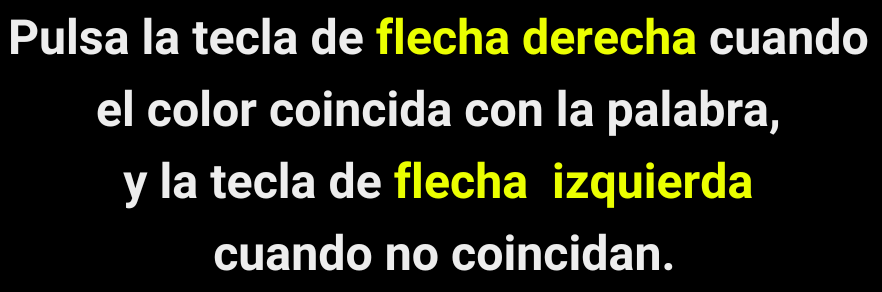 Pulsa la tecla de flecha derecha cuando
el color coincida con la palabra,
y la tecla de flecha izquierda
cuando no coincidan.